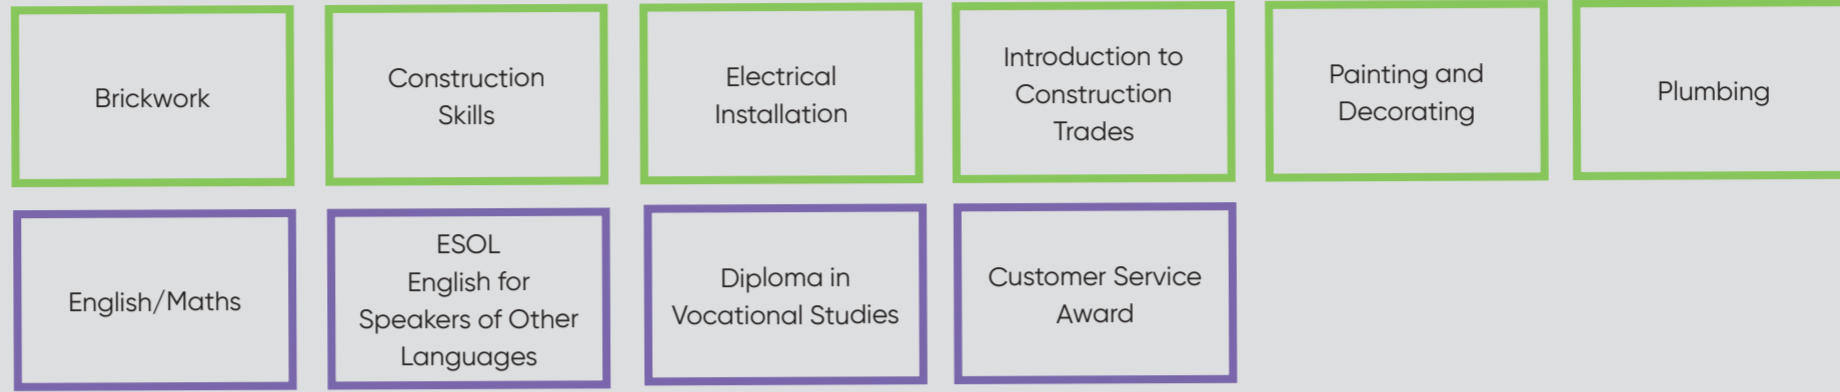 Brickwork
Construction
Skills
Electrical
Installation
Introduction to
Construction
Trades
Painting and
Decorating
Plumbing
English/Maths
ESOL
English for
Speakers of Other
Languages
Diploma in
Vocational Studies
Customer Service
Award